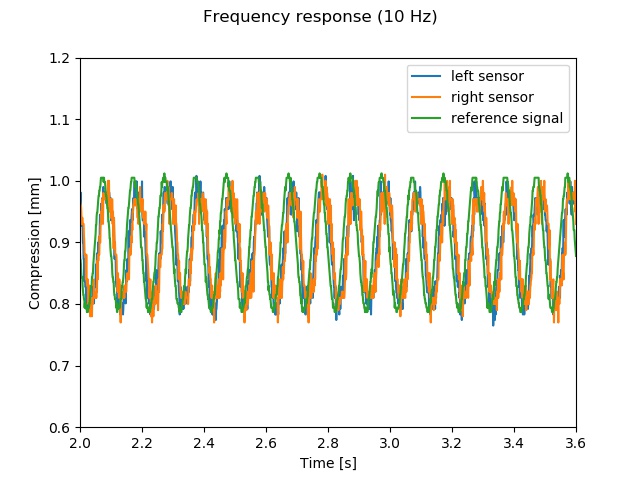 Frequency response (10 Hz)
left sensor
right sensor
reference signal
Compression [mm]
1.2
1.1
1.0
0.9
0.8
0.7
0.6
2.0 2.2 2.4 2.6 2.8 3.0 3.2 3.4 3.6
Time [s]